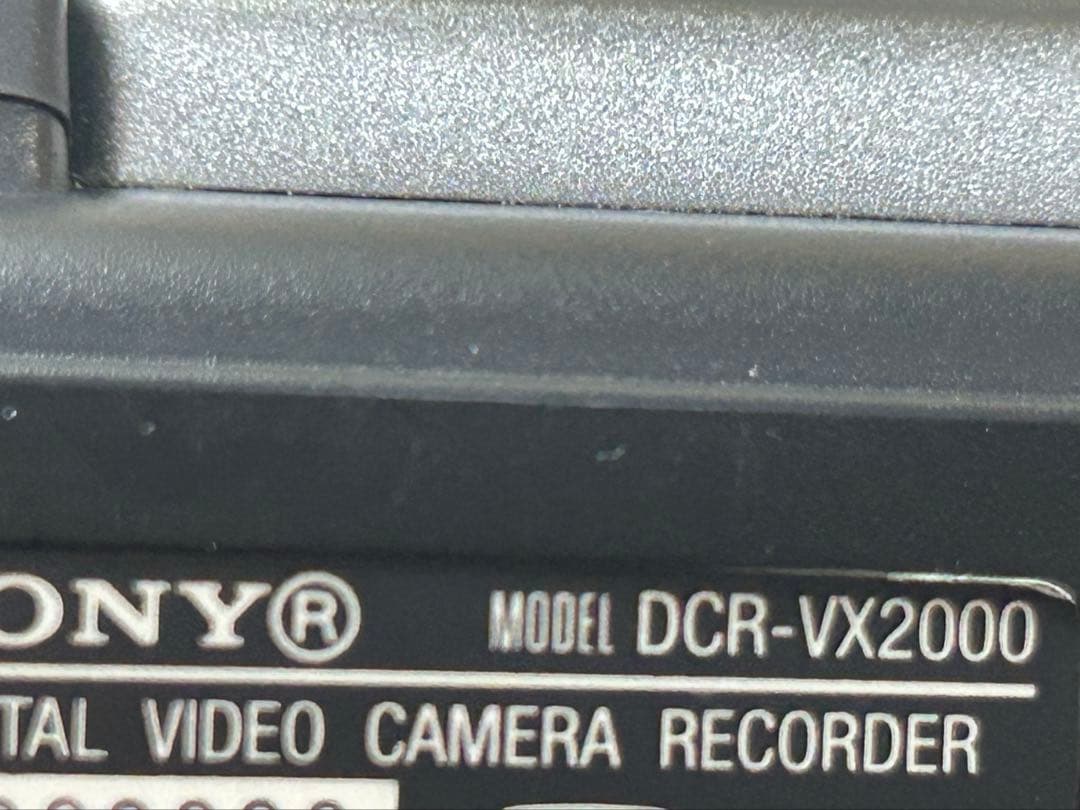 ONY® MODEL DCR-VX2000
TAL VIDEO CAMERA RECORDER